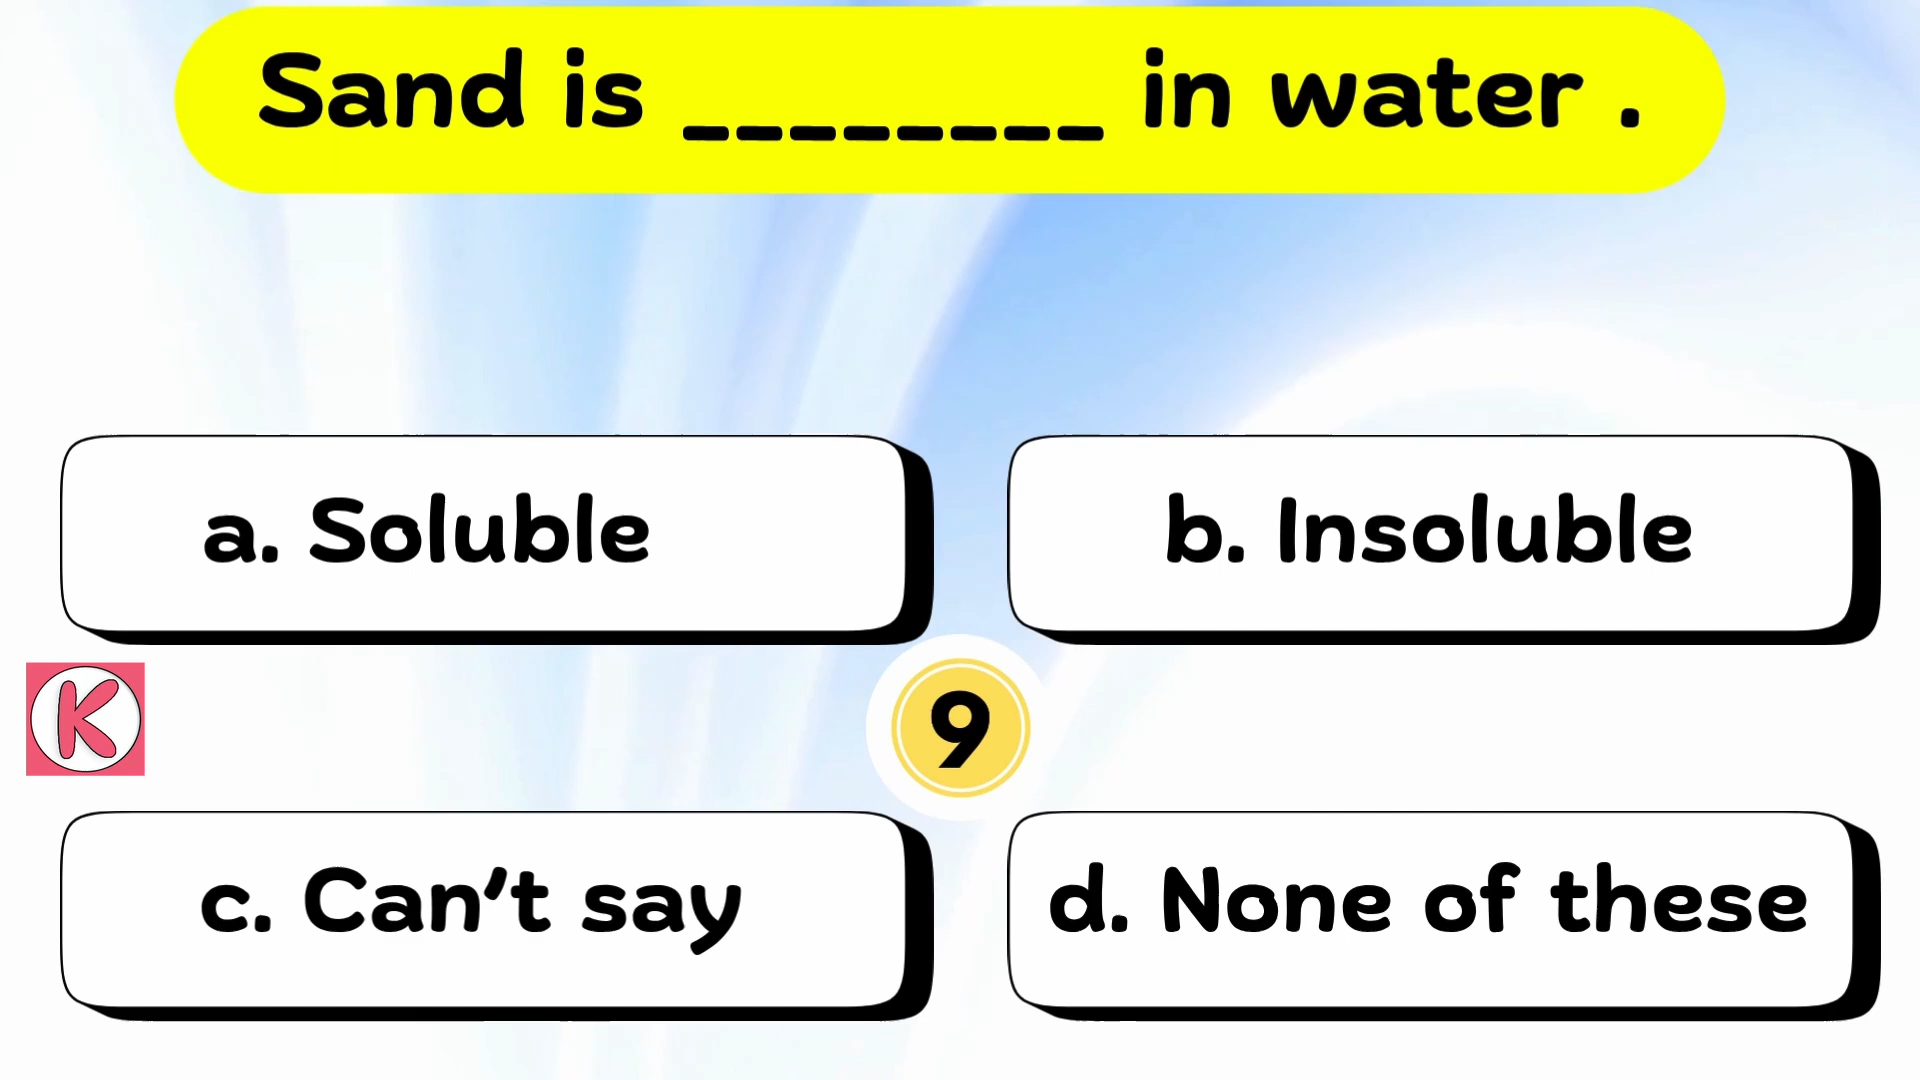 Sand is ________ in water .
a. Soluble
b. Insoluble
K
9
c. Can't say
d. None of these